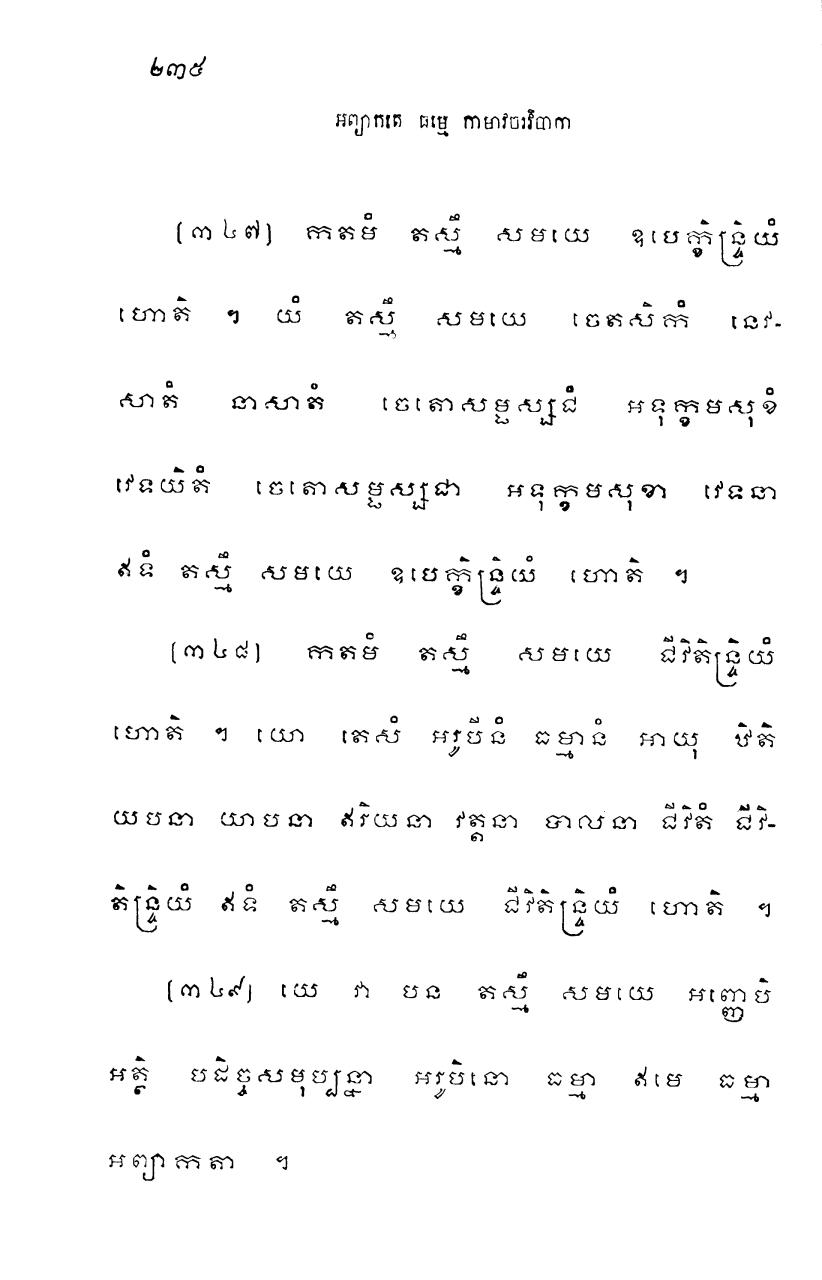 ២៣៥
អព្យាកតេ ធម្មេ កាមាវចរវិបាកា
(៣៤៧) កតមំ តស្មឹ សមយេ ឧបេក្ខិន្ទ្រិយំ
ហោតិ ។ យំ តស្មឹ សមយេ ចេតសិកំ នេវ-
សាតំ នាសាតំ ចេតោសម្ផស្សជំ អទុក្ខមសុខំ
វេទយិតំ ចេតោសម្ផស្សជា អទុក្ខមសុខា វេទនា
ឥទំ តស្មឹ សមយេ ឧបេក្ខិន្ទ្រិយំ ហោតិ ។
(៣៤៨) កតមំ តស្មឹ សមយេ ជីវិតិន្ទ្រិយំ
ហោតិ ។ យោ តេសំ អរូបីនំ ធម្មានំ អាយុ ឋិតិ
យបនា យាបនា ឥរិយនា វត្តនា បាលនា ជីវិតំ ជីវិ-
តិន្ទ្រិយំ ឥទំ តស្មឹ សមយេ ជីវិតិន្ទ្រិយំ ហោតិ ។
(៣៤៩) យេ វា បន តស្មឹ សមយេ អញ្ញេបិ
អត្ថិ បដិច្ចសមុប្បន្នា អរូបិនោ ធម្មា ឥមេ ធម្មា
អព្យាកតា ។